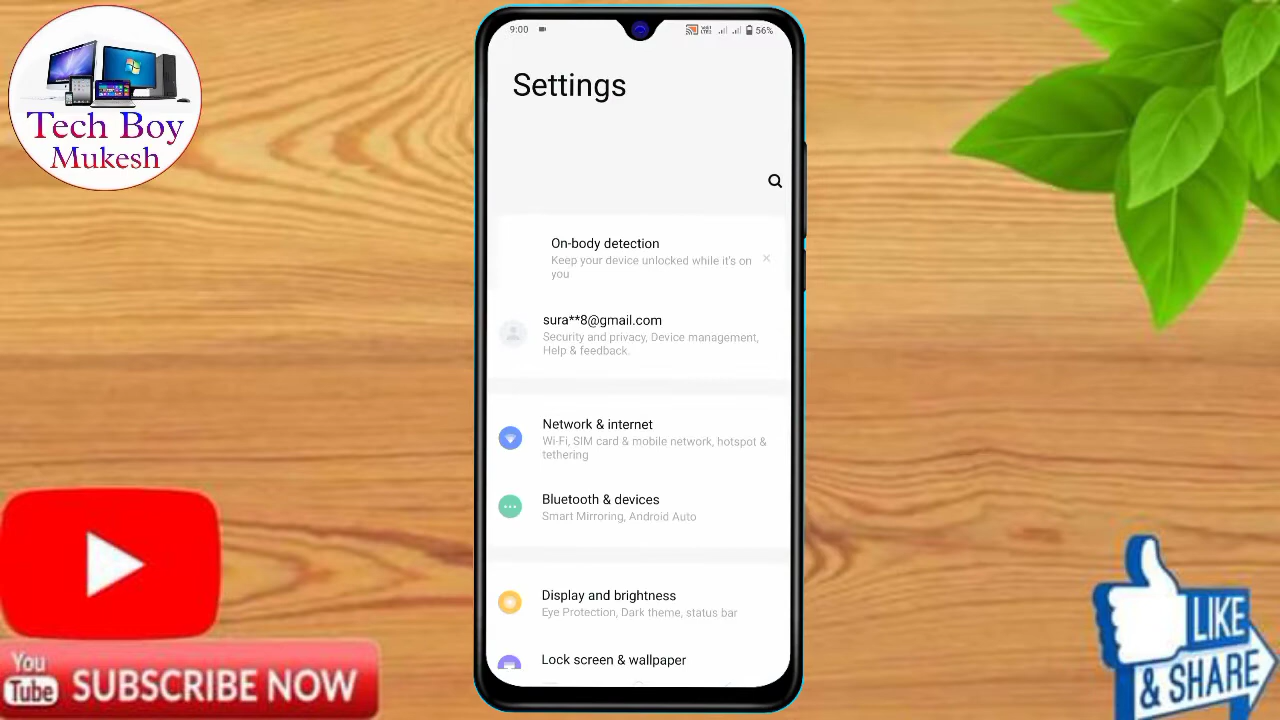 Tech Boy
Mukesh
9:00
56%
Settings
On-body detection
Keep your device unlocked while it's on
you
sura**8@gmail.com
Security and privacy, Device management,
Help & feedback.
Network & internet
Wi-Fi, SIM card & mobile network, hotspot &
tethering
Bluetooth & devices
Smart Mirroring, Android Auto
Display and brightness
Eye Protection, Dark theme, status bar
Lock screen & wallpaper
You
Tube
SUBSCRIBE NOW
LIKE
& SHARE